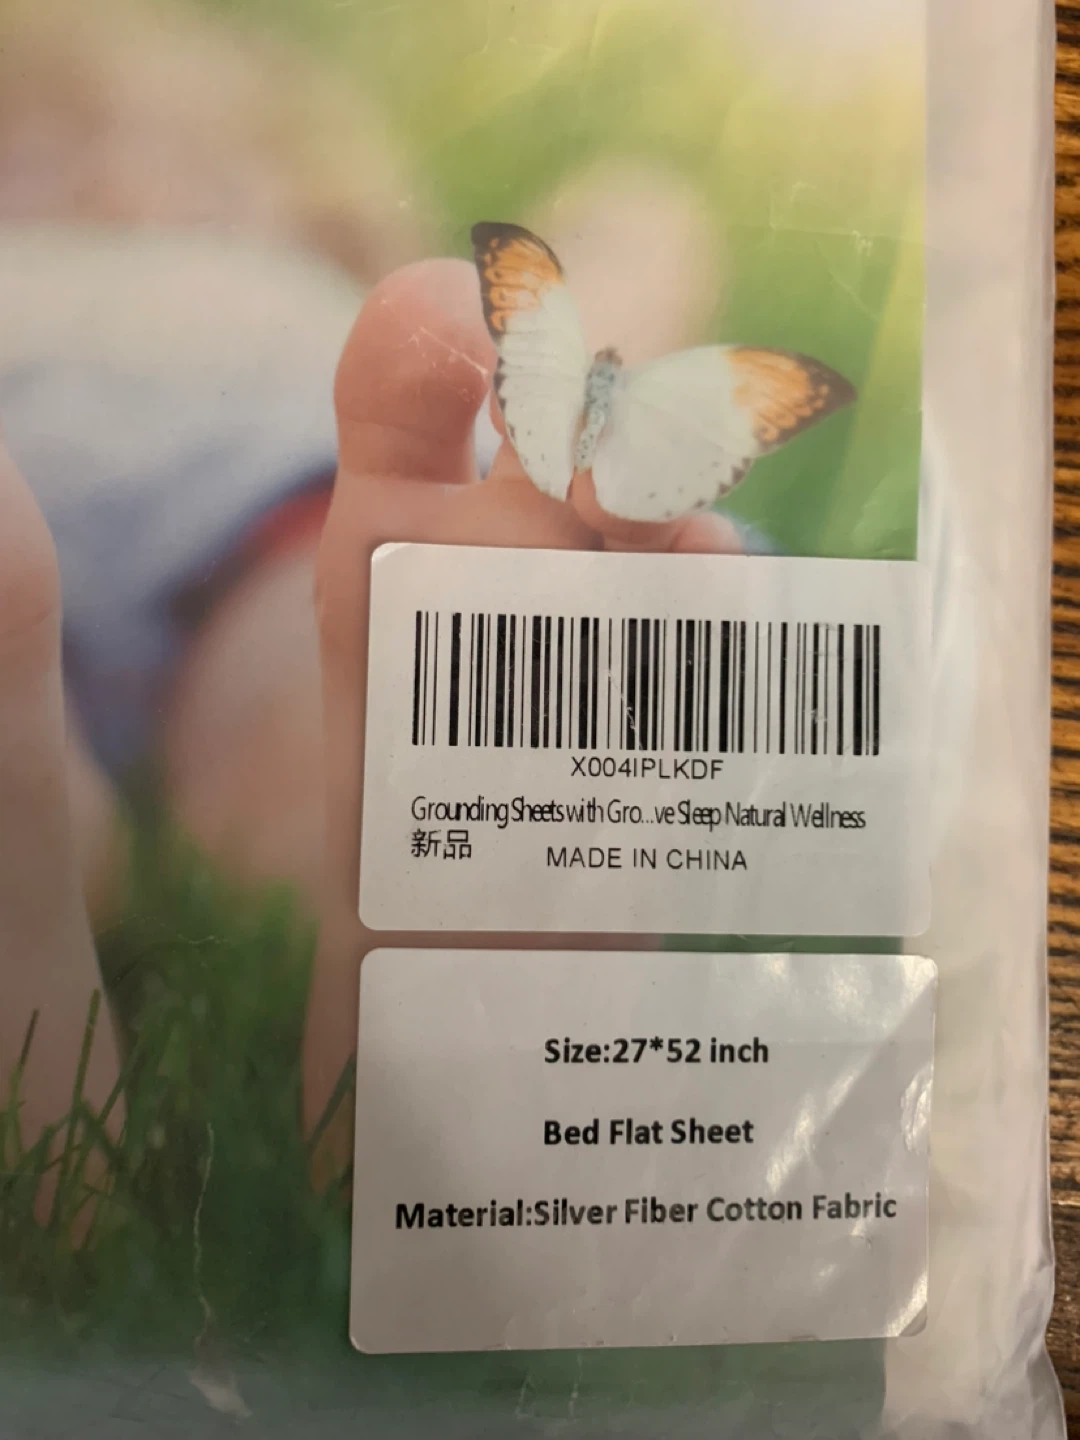 X004IPLKDF
Grounding Sheets with Gro...ve Sleep Natural Wellness
新品 MADE IN CHINA
Size:27*52 inch
Bed Flat Sheet
Material:Silver Fiber Cotton Fabric